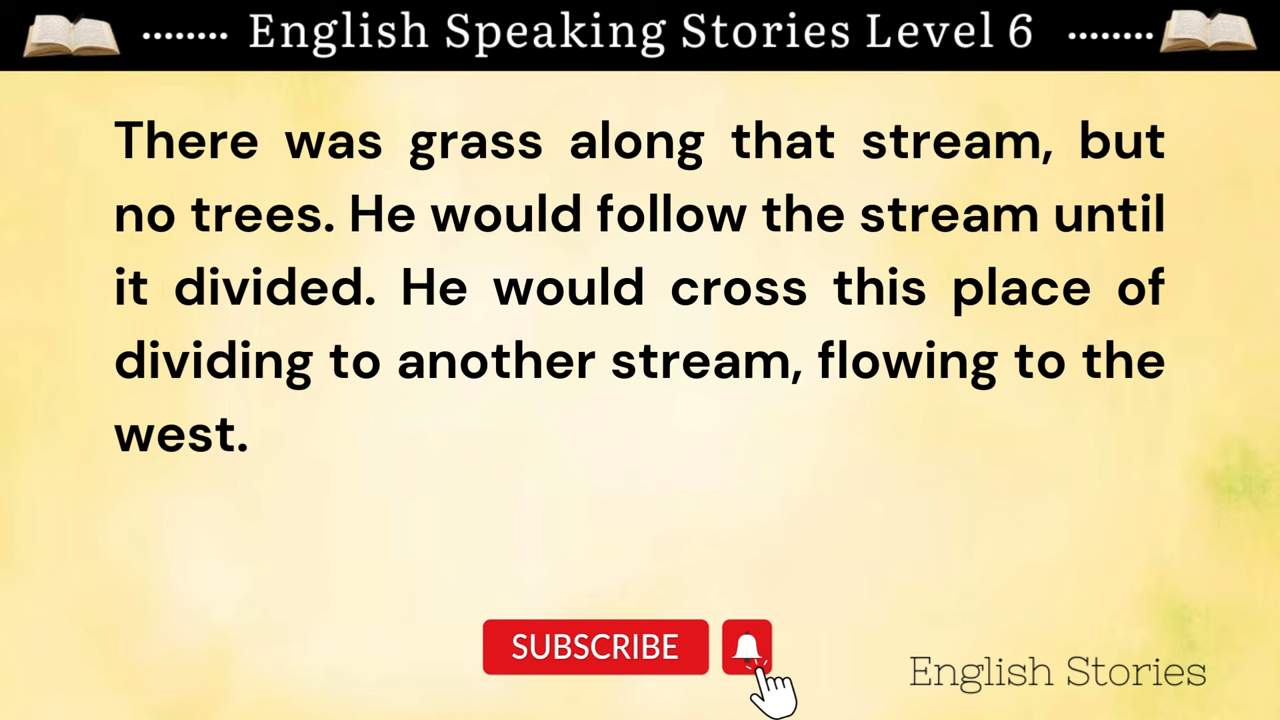 ........ English Speaking Stories Level 6 ........
There was grass along that stream, but
no trees. He would follow the stream until
it divided. He would cross this place of
dividing to another stream, flowing to the
west.
SUBSCRIBE
English Stories